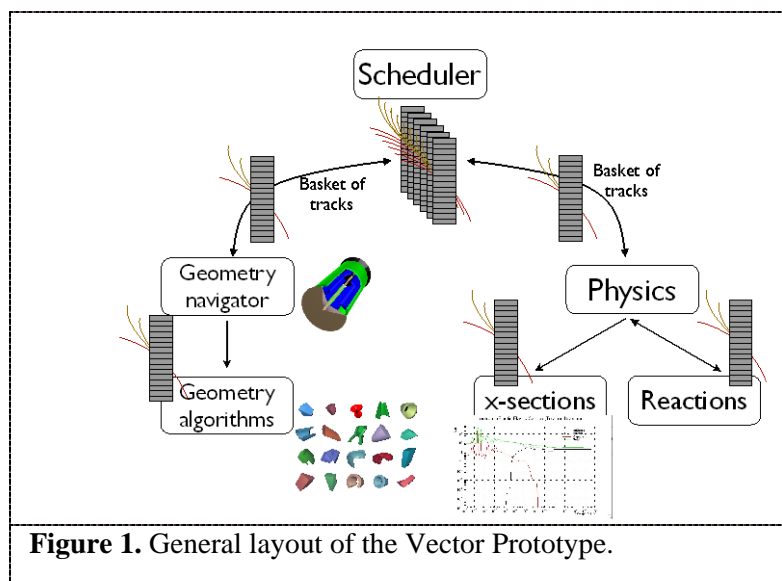 Scheduler
Basket of
tracks
Basket of
tracks
Geometry
navigator
Physics
Geometry
algorithms
x-sections
Reactions
Figure 1. General layout of the Vector Prototype.